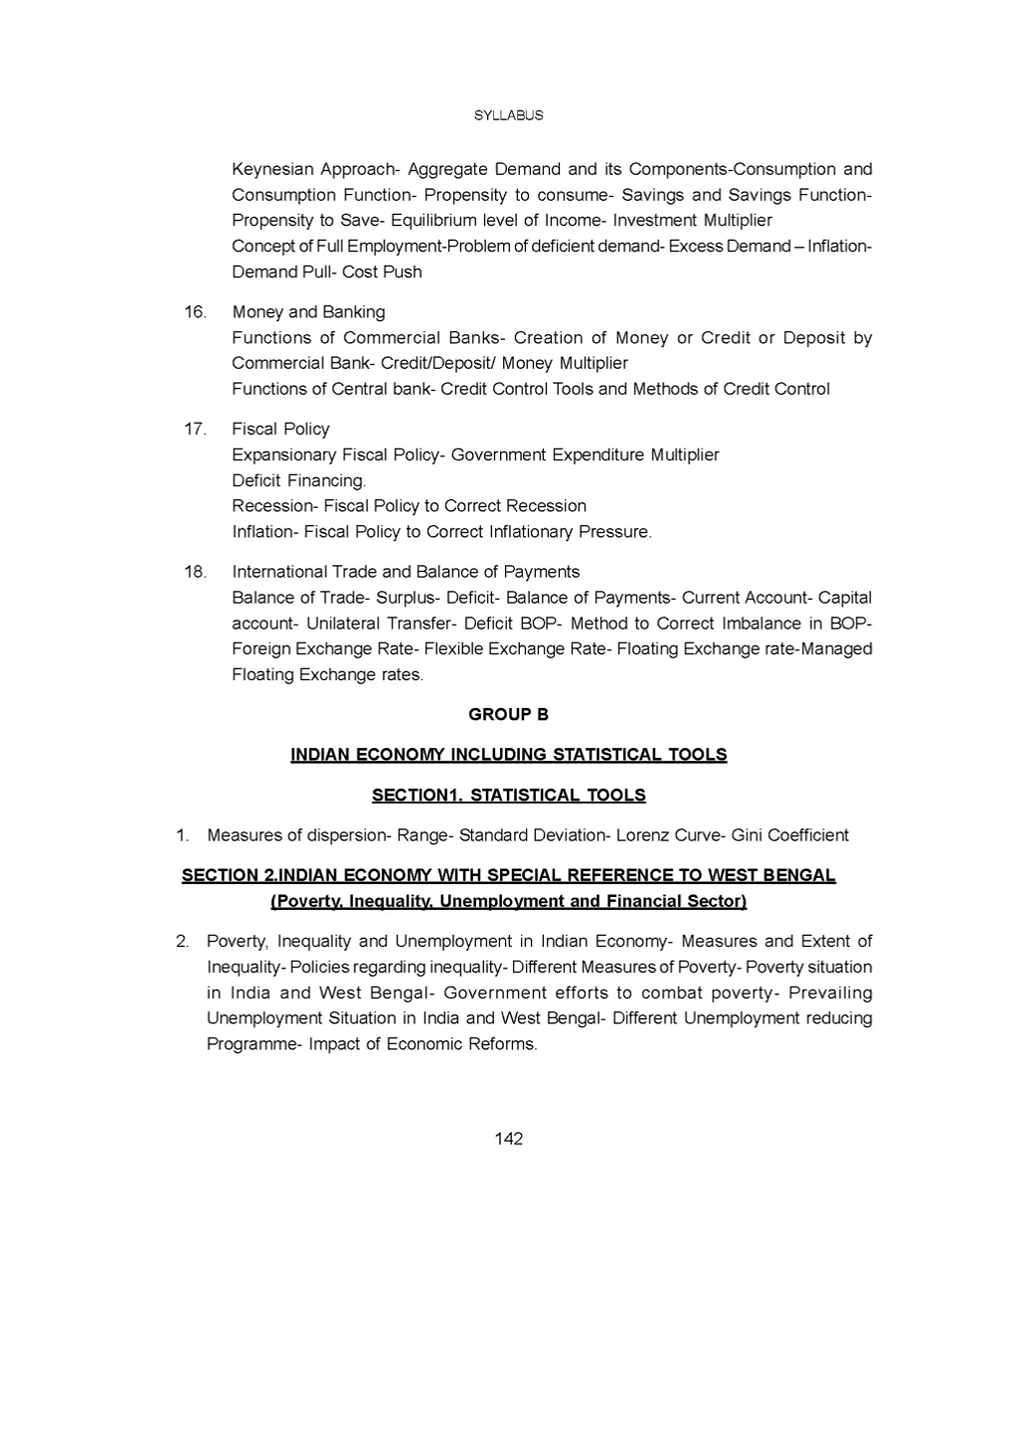 SYLLABUS
Keynesian Approach- Aggregate Demand and its Components-Consumption and
Consumption Function- Propensity to consume- Savings and Savings Function-
Propensity to Save- Equilibrium level of Income- Investment Multiplier
Concept of Full Employment-Problem of deficient demand- Excess Demand – Inflation-
Demand Pull- Cost Push
16. Money and Banking
Functions of Commercial Banks- Creation of Money or Credit or Deposit by
Commercial Bank- Credit/Deposit/ Money Multiplier
Functions of Central bank- Credit Control Tools and Methods of Credit Control
17. Fiscal Policy
Expansionary Fiscal Policy- Government Expenditure Multiplier
Deficit Financing.
Recession- Fiscal Policy to Correct Recession
Inflation- Fiscal Policy to Correct Inflationary Pressure.
18. International Trade and Balance of Payments
Balance of Trade- Surplus- Deficit- Balance of Payments- Current Account- Capital
account- Unilateral Transfer- Deficit BOP- Method to Correct Imbalance in BOP-
Foreign Exchange Rate- Flexible Exchange Rate- Floating Exchange rate-Managed
Floating Exchange rates.
GROUP B
INDIAN ECONOMY INCLUDING STATISTICAL TOOLS
SECTION1. STATISTICAL TOOLS
1. Measures of dispersion- Range- Standard Deviation- Lorenz Curve- Gini Coefficient
SECTION 2.INDIAN ECONOMY WITH SPECIAL REFERENCE TO WEST BENGAL
(Poverty, Inequality, Unemployment and Financial Sector)
2. Poverty, Inequality and Unemployment in Indian Economy- Measures and Extent of
Inequality- Policies regarding inequality- Different Measures of Poverty- Poverty situation
in India and West Bengal- Government efforts to combat poverty- Prevailing
Unemployment Situation in India and West Bengal- Different Unemployment reducing
Programme- Impact of Economic Reforms.
142